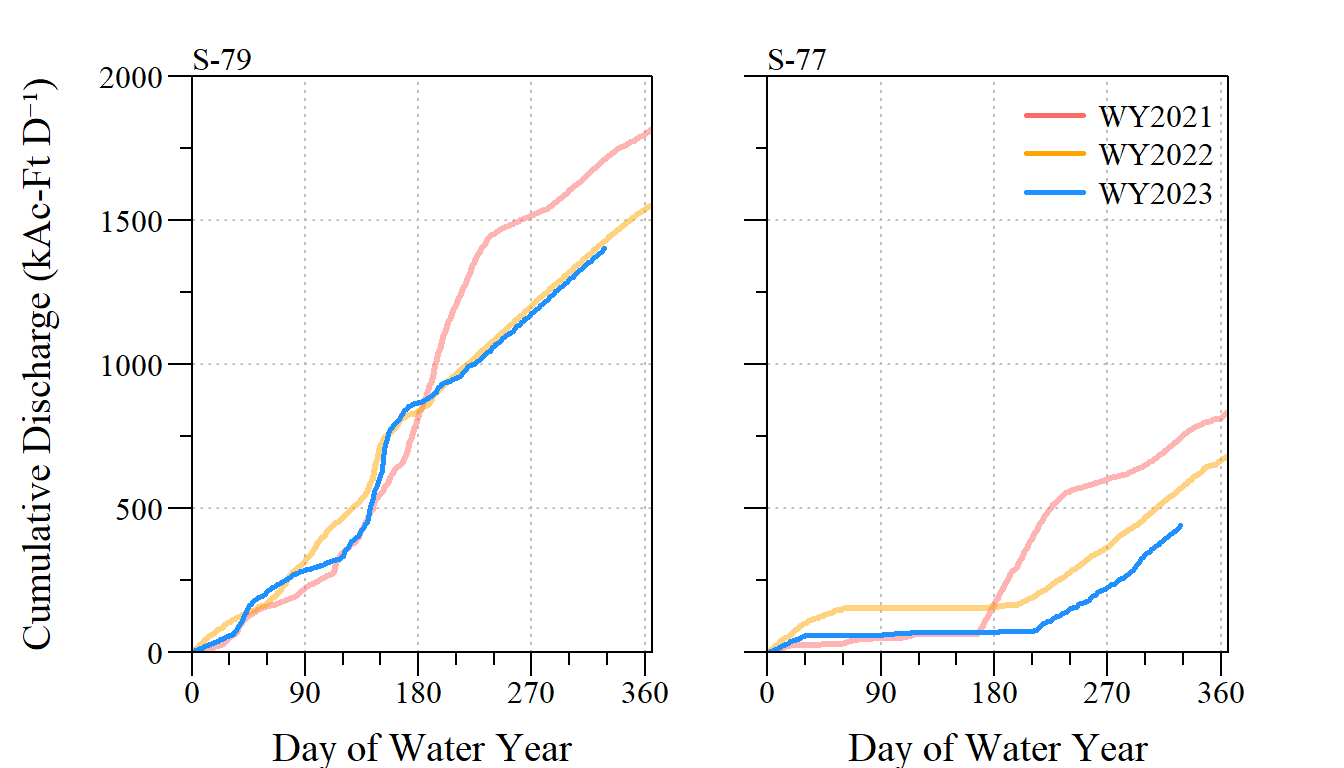 S-79
S-77
Cumulative Discharge (kAc-Ft D⁻¹)
2000
1500
1000
500
0
WY2021
WY2022
WY2023
0 90 180 270 360
0 90 180 270 360
Day of Water Year
Day of Water Year